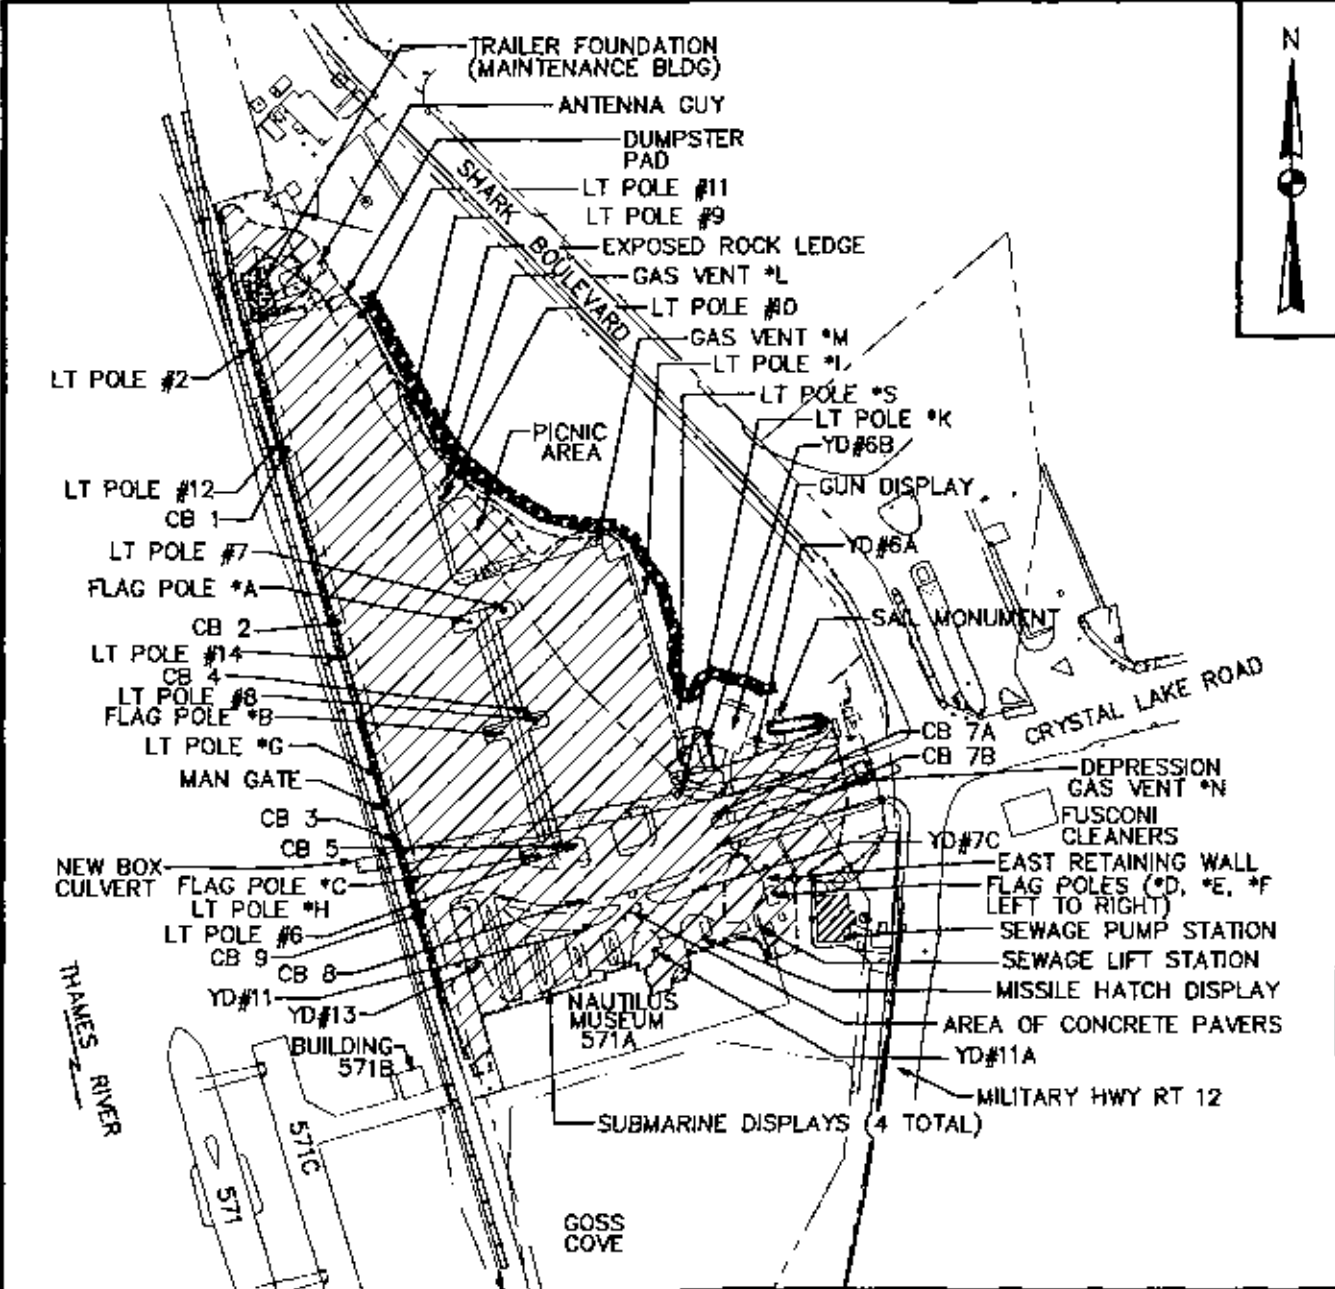 N
TRAILER FOUNDATION
(MAINTENANCE BLDG)
ANTENNA GUY
DUMPSTER
PAD
SHARK BOULEVARD
LT POLE #11
LT POLE #9
EXPOSED ROCK LEDGE
GAS VENT *L
LT POLE #10
GAS VENT *M
LT POLE *L
LT POLE *S
LT POLE *K
YD#6B
GUN DISPLAY
YD#6A
SAIL MONUMENT
LT POLE #2
PICNIC
AREA
LT POLE #12
CB 1
LT POLE #7
FLAG POLE *A
CB 2
LT POLE #14
CB 4
LT POLE #8
FLAG POLE *B
LT POLE *G
MAN GATE
CB 3
CB 5
NEW BOX
CULVERT
FLAG POLE *C
LT POLE *H
LT POLE #6
CB 9
CB 8
YD#11
YD#13
CRYSTAL LAKE ROAD
CB 7A
CB 7B
DEPRESSION
GAS VENT *N
FUSCONI
CLEANERS
YD#7C
EAST RETAINING WALL
FLAG POLES (*D, *E, *F
LEFT TO RIGHT)
SEWAGE PUMP STATION
SEWAGE LIFT STATION
MISSILE HATCH DISPLAY
AREA OF CONCRETE PAVERS
YD#11A
MILITARY HWY RT 12
NAUTILUS
MUSEUM
571A
BUILDING
571B
SUBMARINE DISPLAYS (4 TOTAL)
THAMES RIVER
571C
571
GOSS
COVE